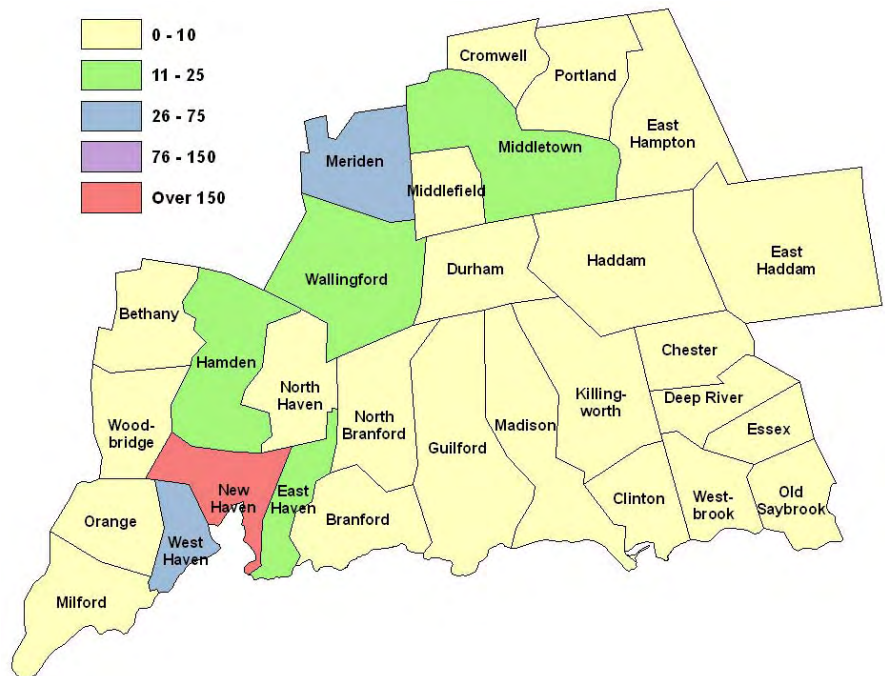 0 - 10
11 - 25
26 - 75
76 - 150
Over 150
Cromwell
Portland
East
Hampton
Middletown
Meriden
Middlefield
Wallingford
Durham
Haddam
East
Haddam
Bethany
Hamden
North
Haven
Wood-
bridge
North
Branford
Guilford
Madison
Killing-
worth
Chester
Deep River
Essex
New
Haven
East
Haven
Branford
Clinton
West-
brook
Old
Saybrook
Orange
West
Haven
Milford